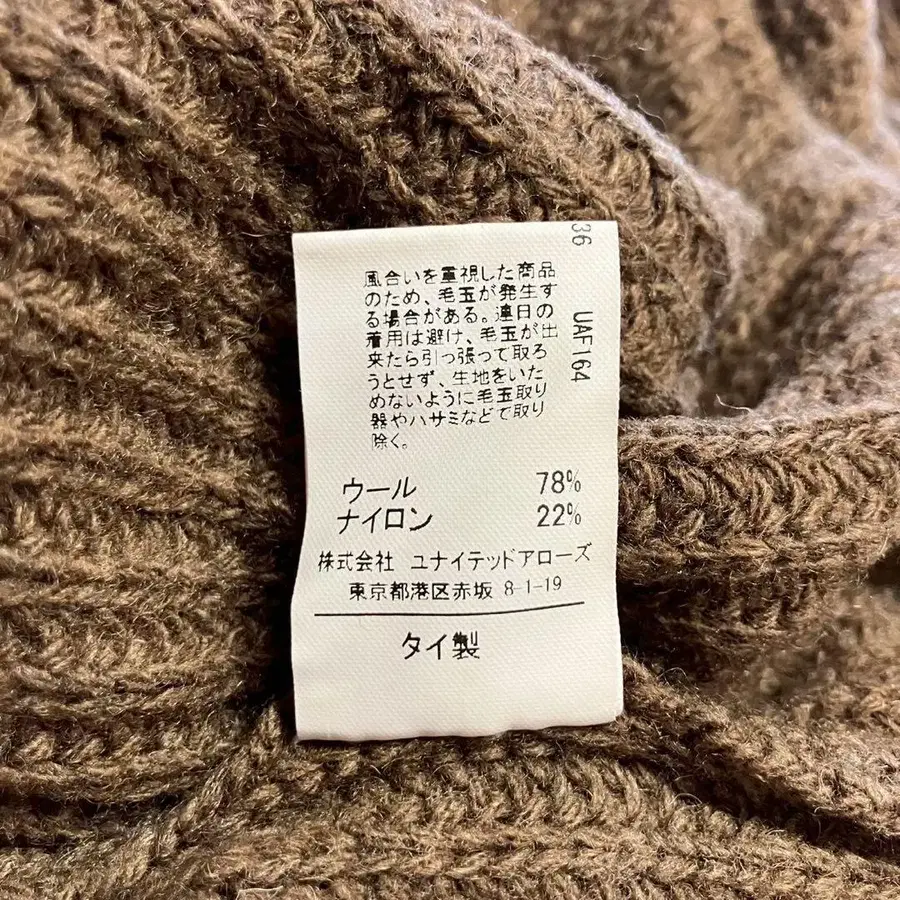 風合いを重視した商品
のため、毛玉が発生す
る場合がある。連日の
着用は避け、毛玉が出
来たら引っ張って取ろ
うとせず、生地をいた
めないように毛玉取り
器やハサミなどで取り
除く。
ウール 78%
ナイロン 22%
株式会社 ユナイテッドアローズ
東京都港区赤坂 8-1-19
タイ製
36 UAF164